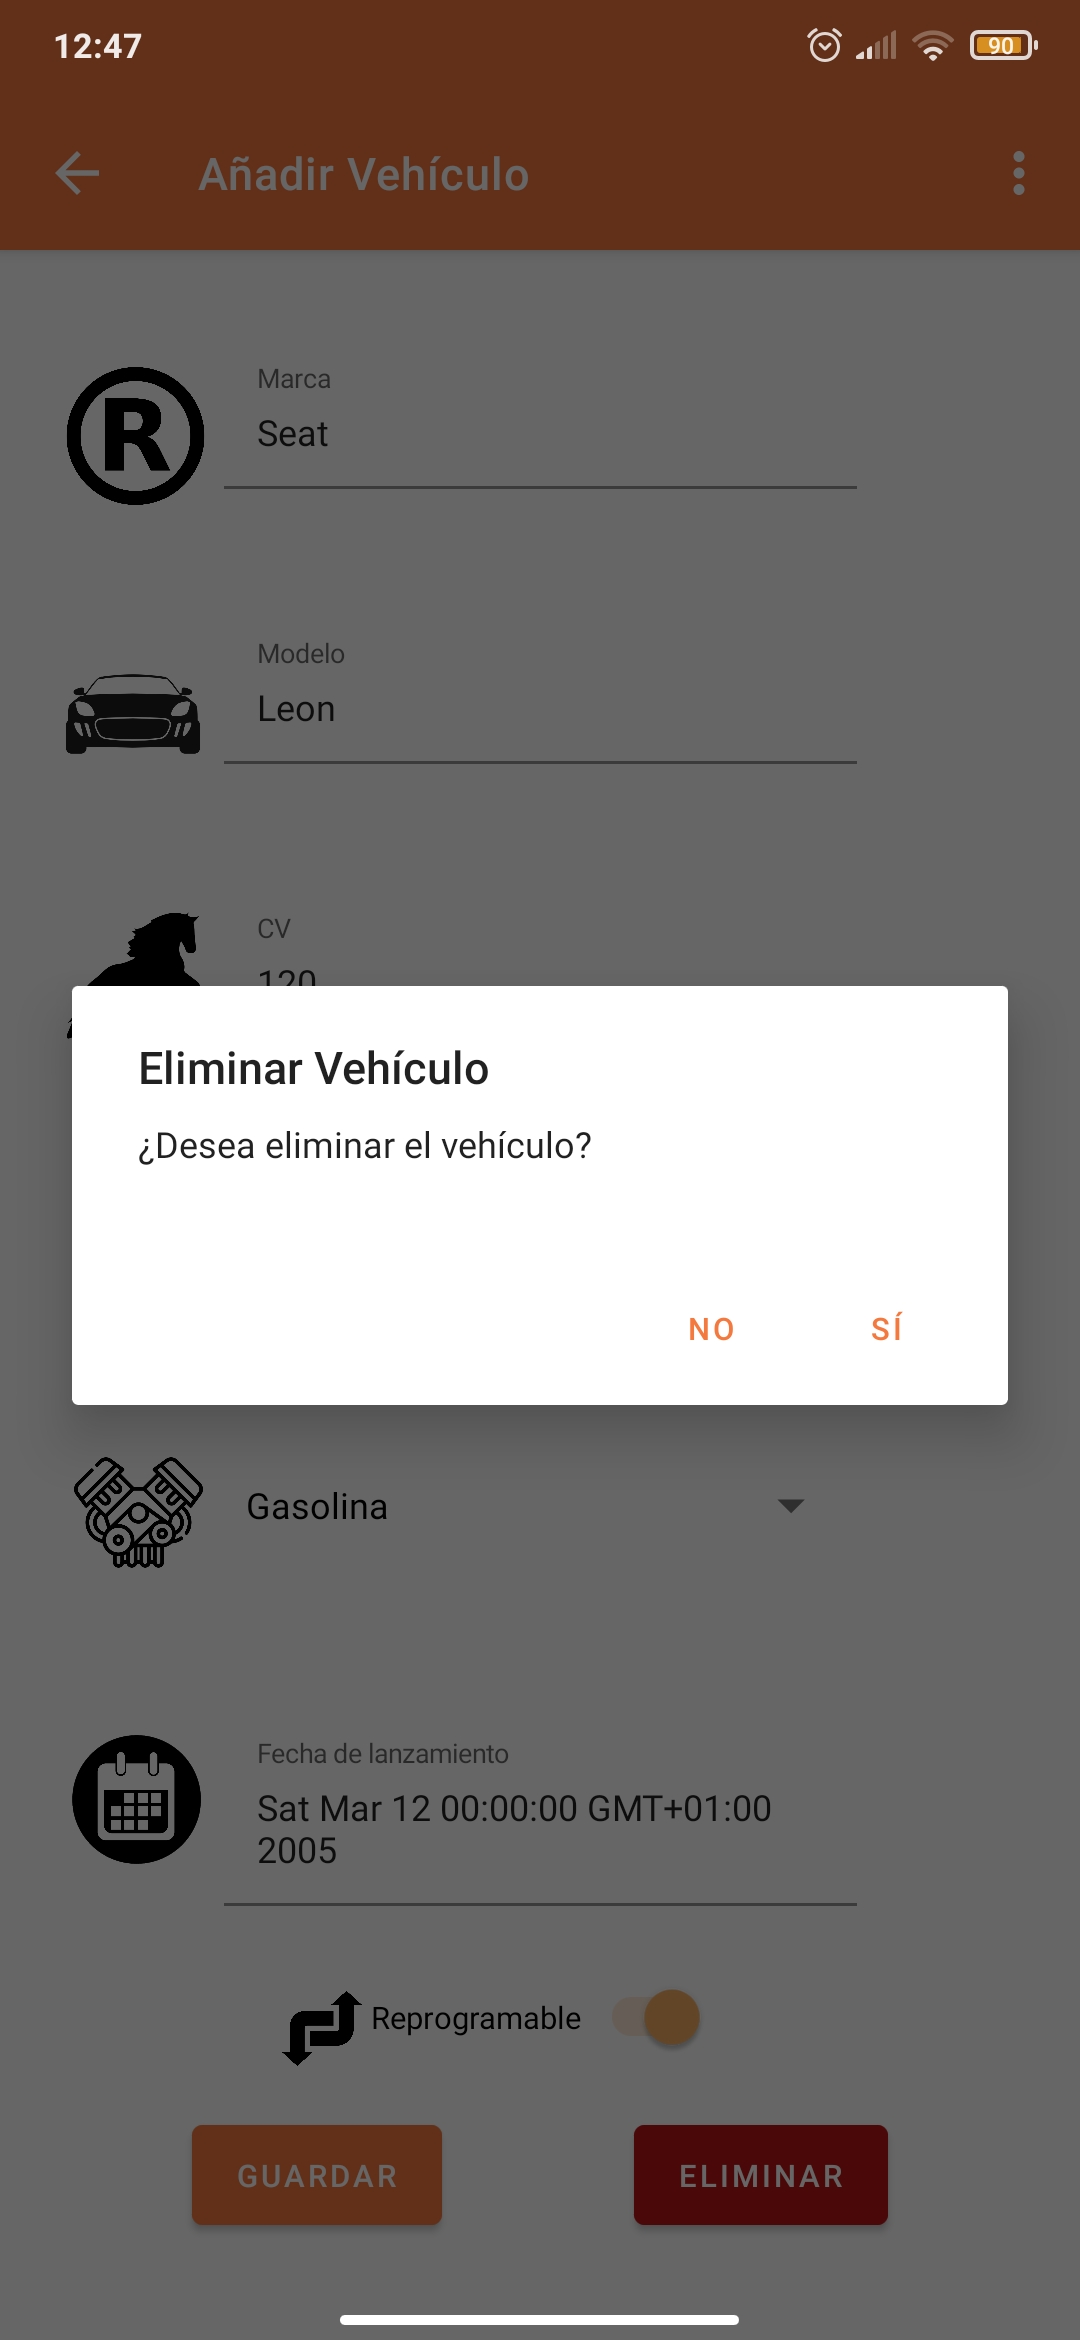 12:47
90
Añadir Vehículo
R
Marca
Seat
Modelo
Leon
CV
120
Eliminar Vehículo
¿Desea eliminar el vehículo?
NO
SÍ
Gasolina
Fecha de lanzamiento
Sat Mar 12 00:00:00 GMT+01:00
2005
Reprogramable
GUARDAR
ELIMINAR